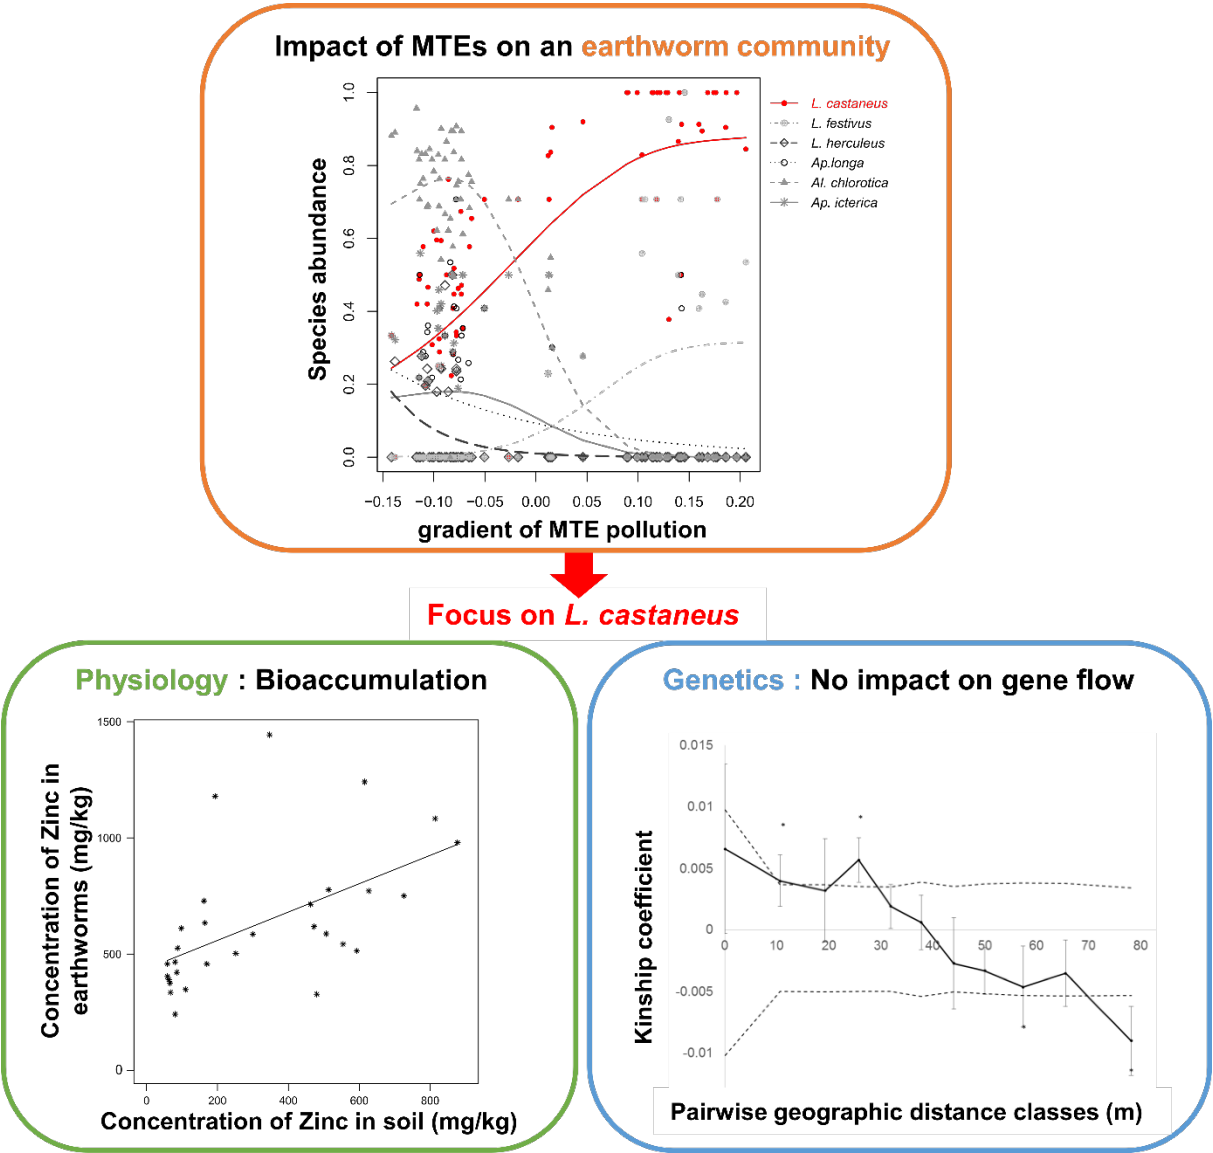 Impact of MTEs on an earthworm community
Species abundance
1.0
0.8
0.6
0.4
0.2
0.0
−0.15 −0.10 −0.05 0.00 0.05 0.10 0.15 0.20
gradient of MTE pollution
L. castaneus
L. festivus
L. herculeus
Ap.longa
Al. chlorotica
Ap. icterica
Focus on L. castaneus
Physiology : Bioaccumulation
Concentration of Zinc in
earthworms (mg/kg)
1500
1000
500
0
0 200 400 600 800
Concentration of Zinc in soil (mg/kg)
Genetics : No impact on gene flow
Kinship coefficient
0.015
0.01
0.005
0
-0.005
-0.01
0 10 20 30 40 50 60 70 80
Pairwise geographic distance classes (m)